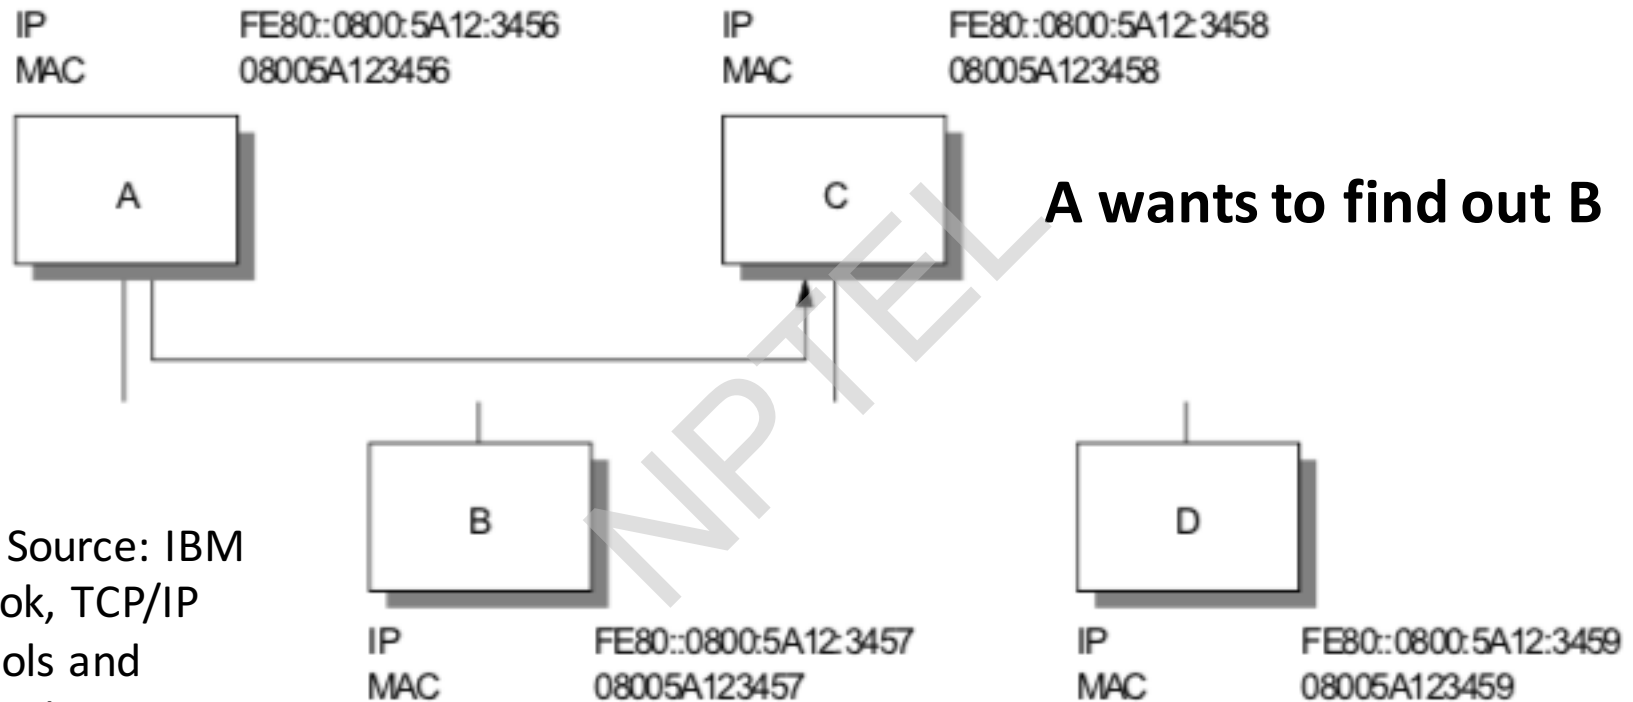 IP FE80::0800:5A12:3456
MAC 08005A123456
IP FE80::0800:5A12:3458
MAC 08005A123458
A
C
A wants to find out B
NPTEL
B
D
Source: IBM
ok, TCP/IP
ols and
IP FE80::0800:5A12:3457
MAC 08005A123457
IP FE80::0800:5A12:3459
MAC 08005A123459